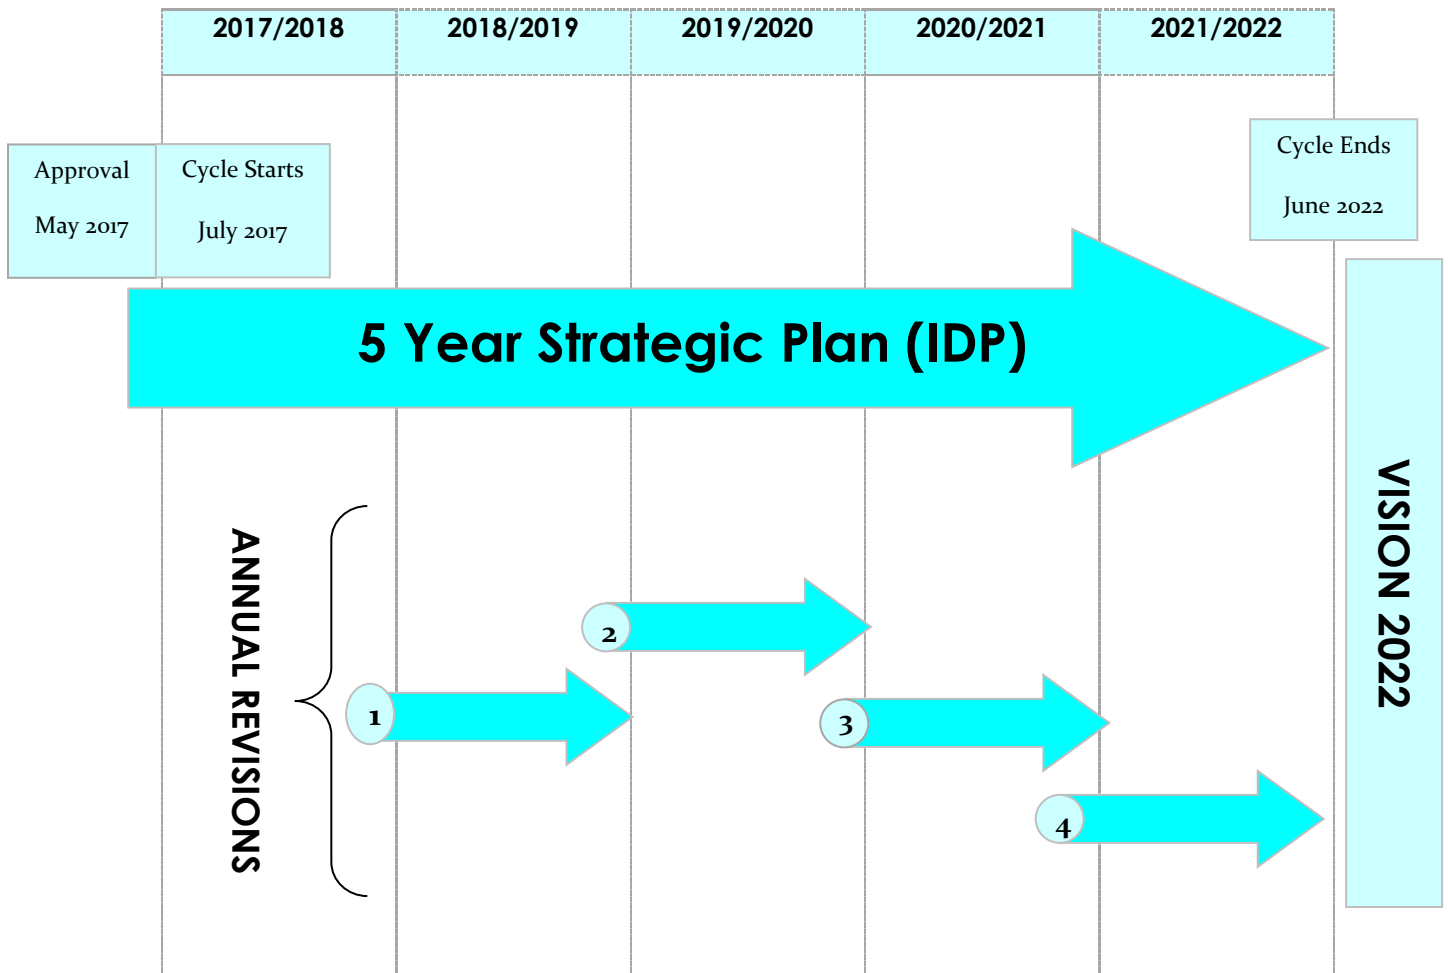 2017/2018
2018/2019
2019/2020
2020/2021
2021/2022
Approval
May 2017
Cycle Starts
July 2017
Cycle Ends
June 2022
5 Year Strategic Plan (IDP)
VISION 2022
ANNUAL REVISIONS
1
2
3
4